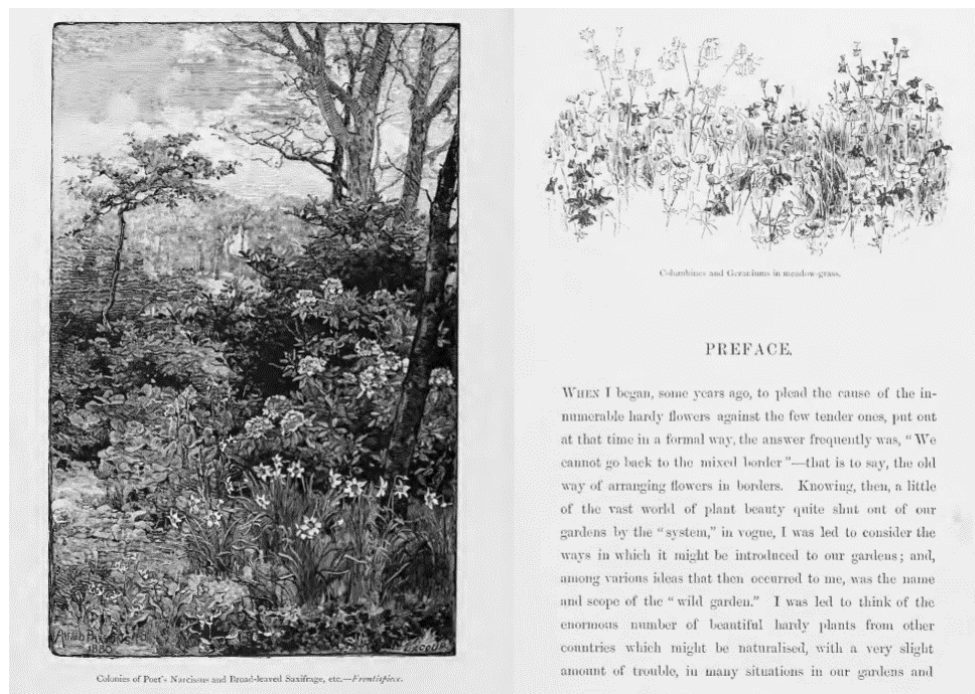 1880
Colonies of Poet's Narcissus and Broad-leaved Saxifrage, etc.—Frontispiece.
Columbines and Geraniums in meadow-grass.
PREFACE.
WHEN I began, some years ago, to plead the cause of the in-
numerable hardy flowers against the few tender ones, put out
at that time in a formal way, the answer frequently was, “We
cannot go back to the mixed border”—that is to say, the old
way of arranging flowers in borders. Knowing, then, a little
of the vast world of plant beauty quite shut out of our
gardens by the “system,” in vogue, I was led to consider the
ways in which it might be introduced to our gardens; and,
among various ideas that then occurred to me, was the name
and scope of the “wild garden.” I was led to think of the
enormous number of beautiful hardy plants from other
countries which might be naturalised, with a very slight
amount of trouble, in many situations in our gardens and